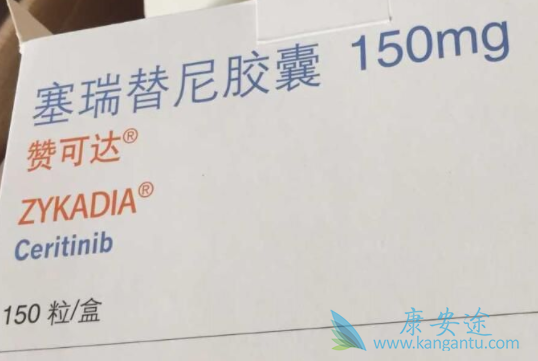 塞瑞替尼胶囊 150mg
赞可达®
ZYKADIA®
Ceritinib
150 粒/盒
康安途
www.kangantu.com